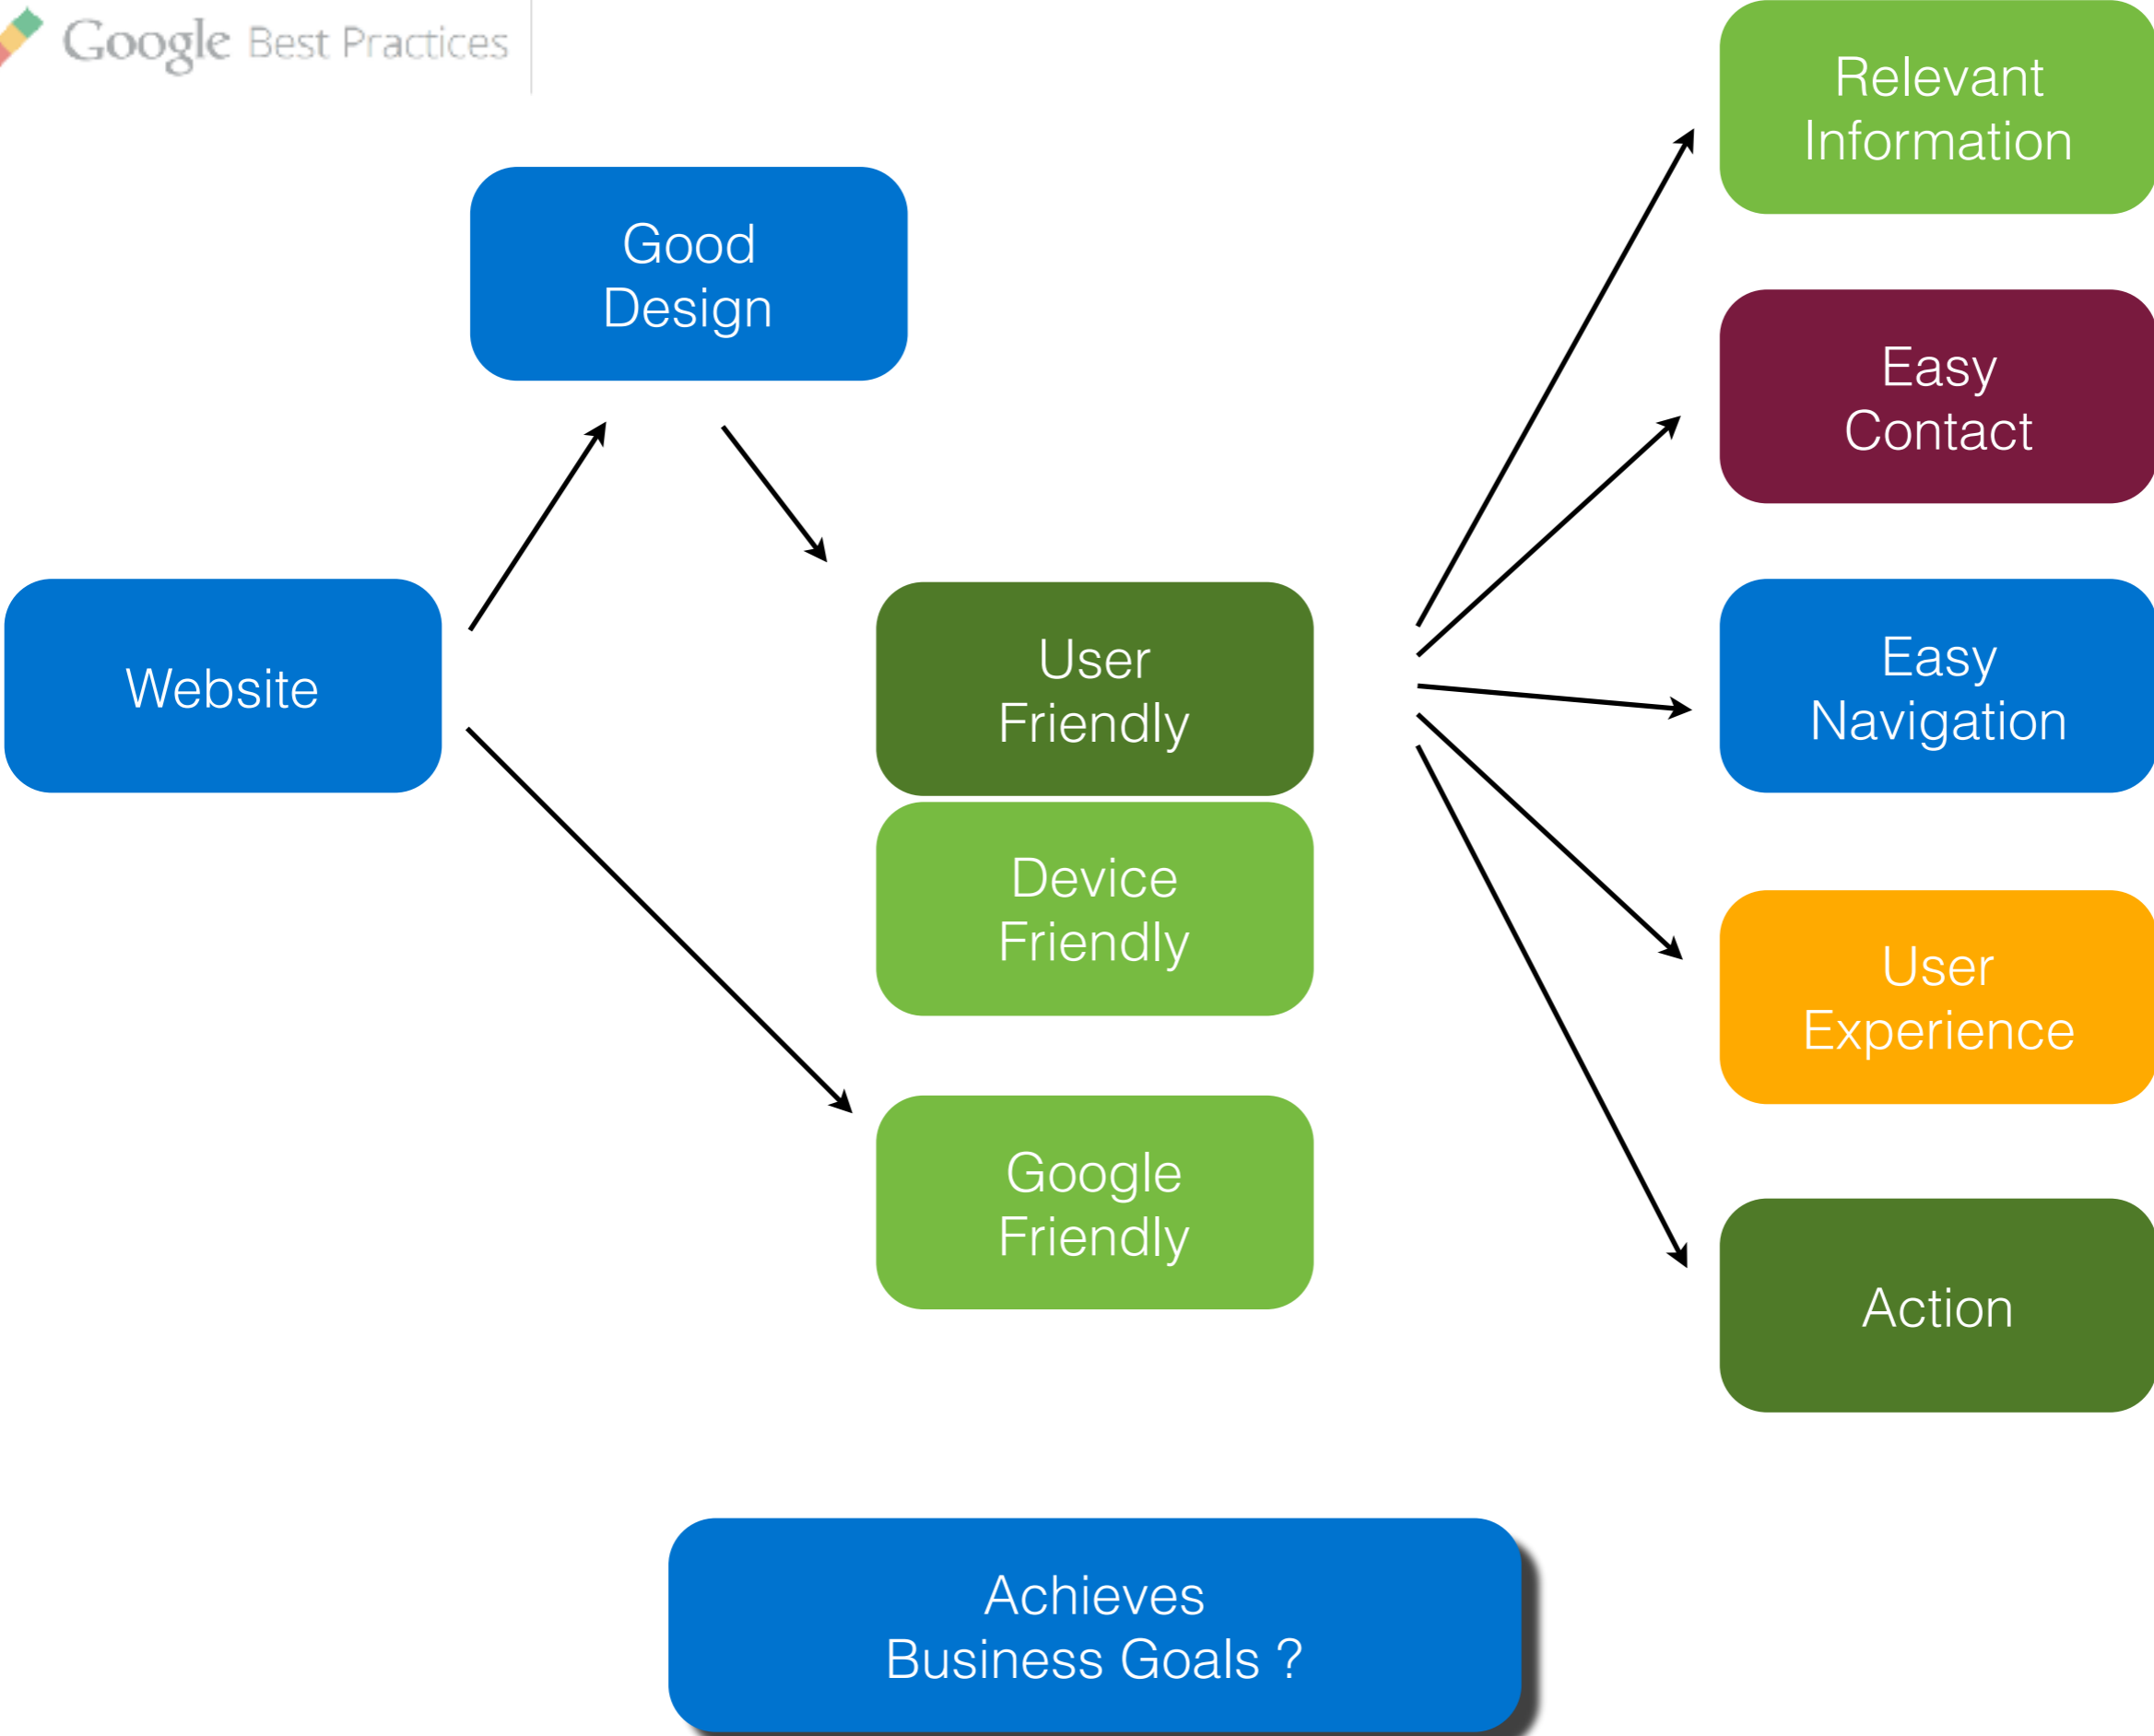 Google Best Practices
Good
Design
Website
User
Friendly
Device
Friendly
Google
Friendly
Relevant
Information
Easy
Contact
Easy
Navigation
User
Experience
Action
Achieves
Business Goals ?